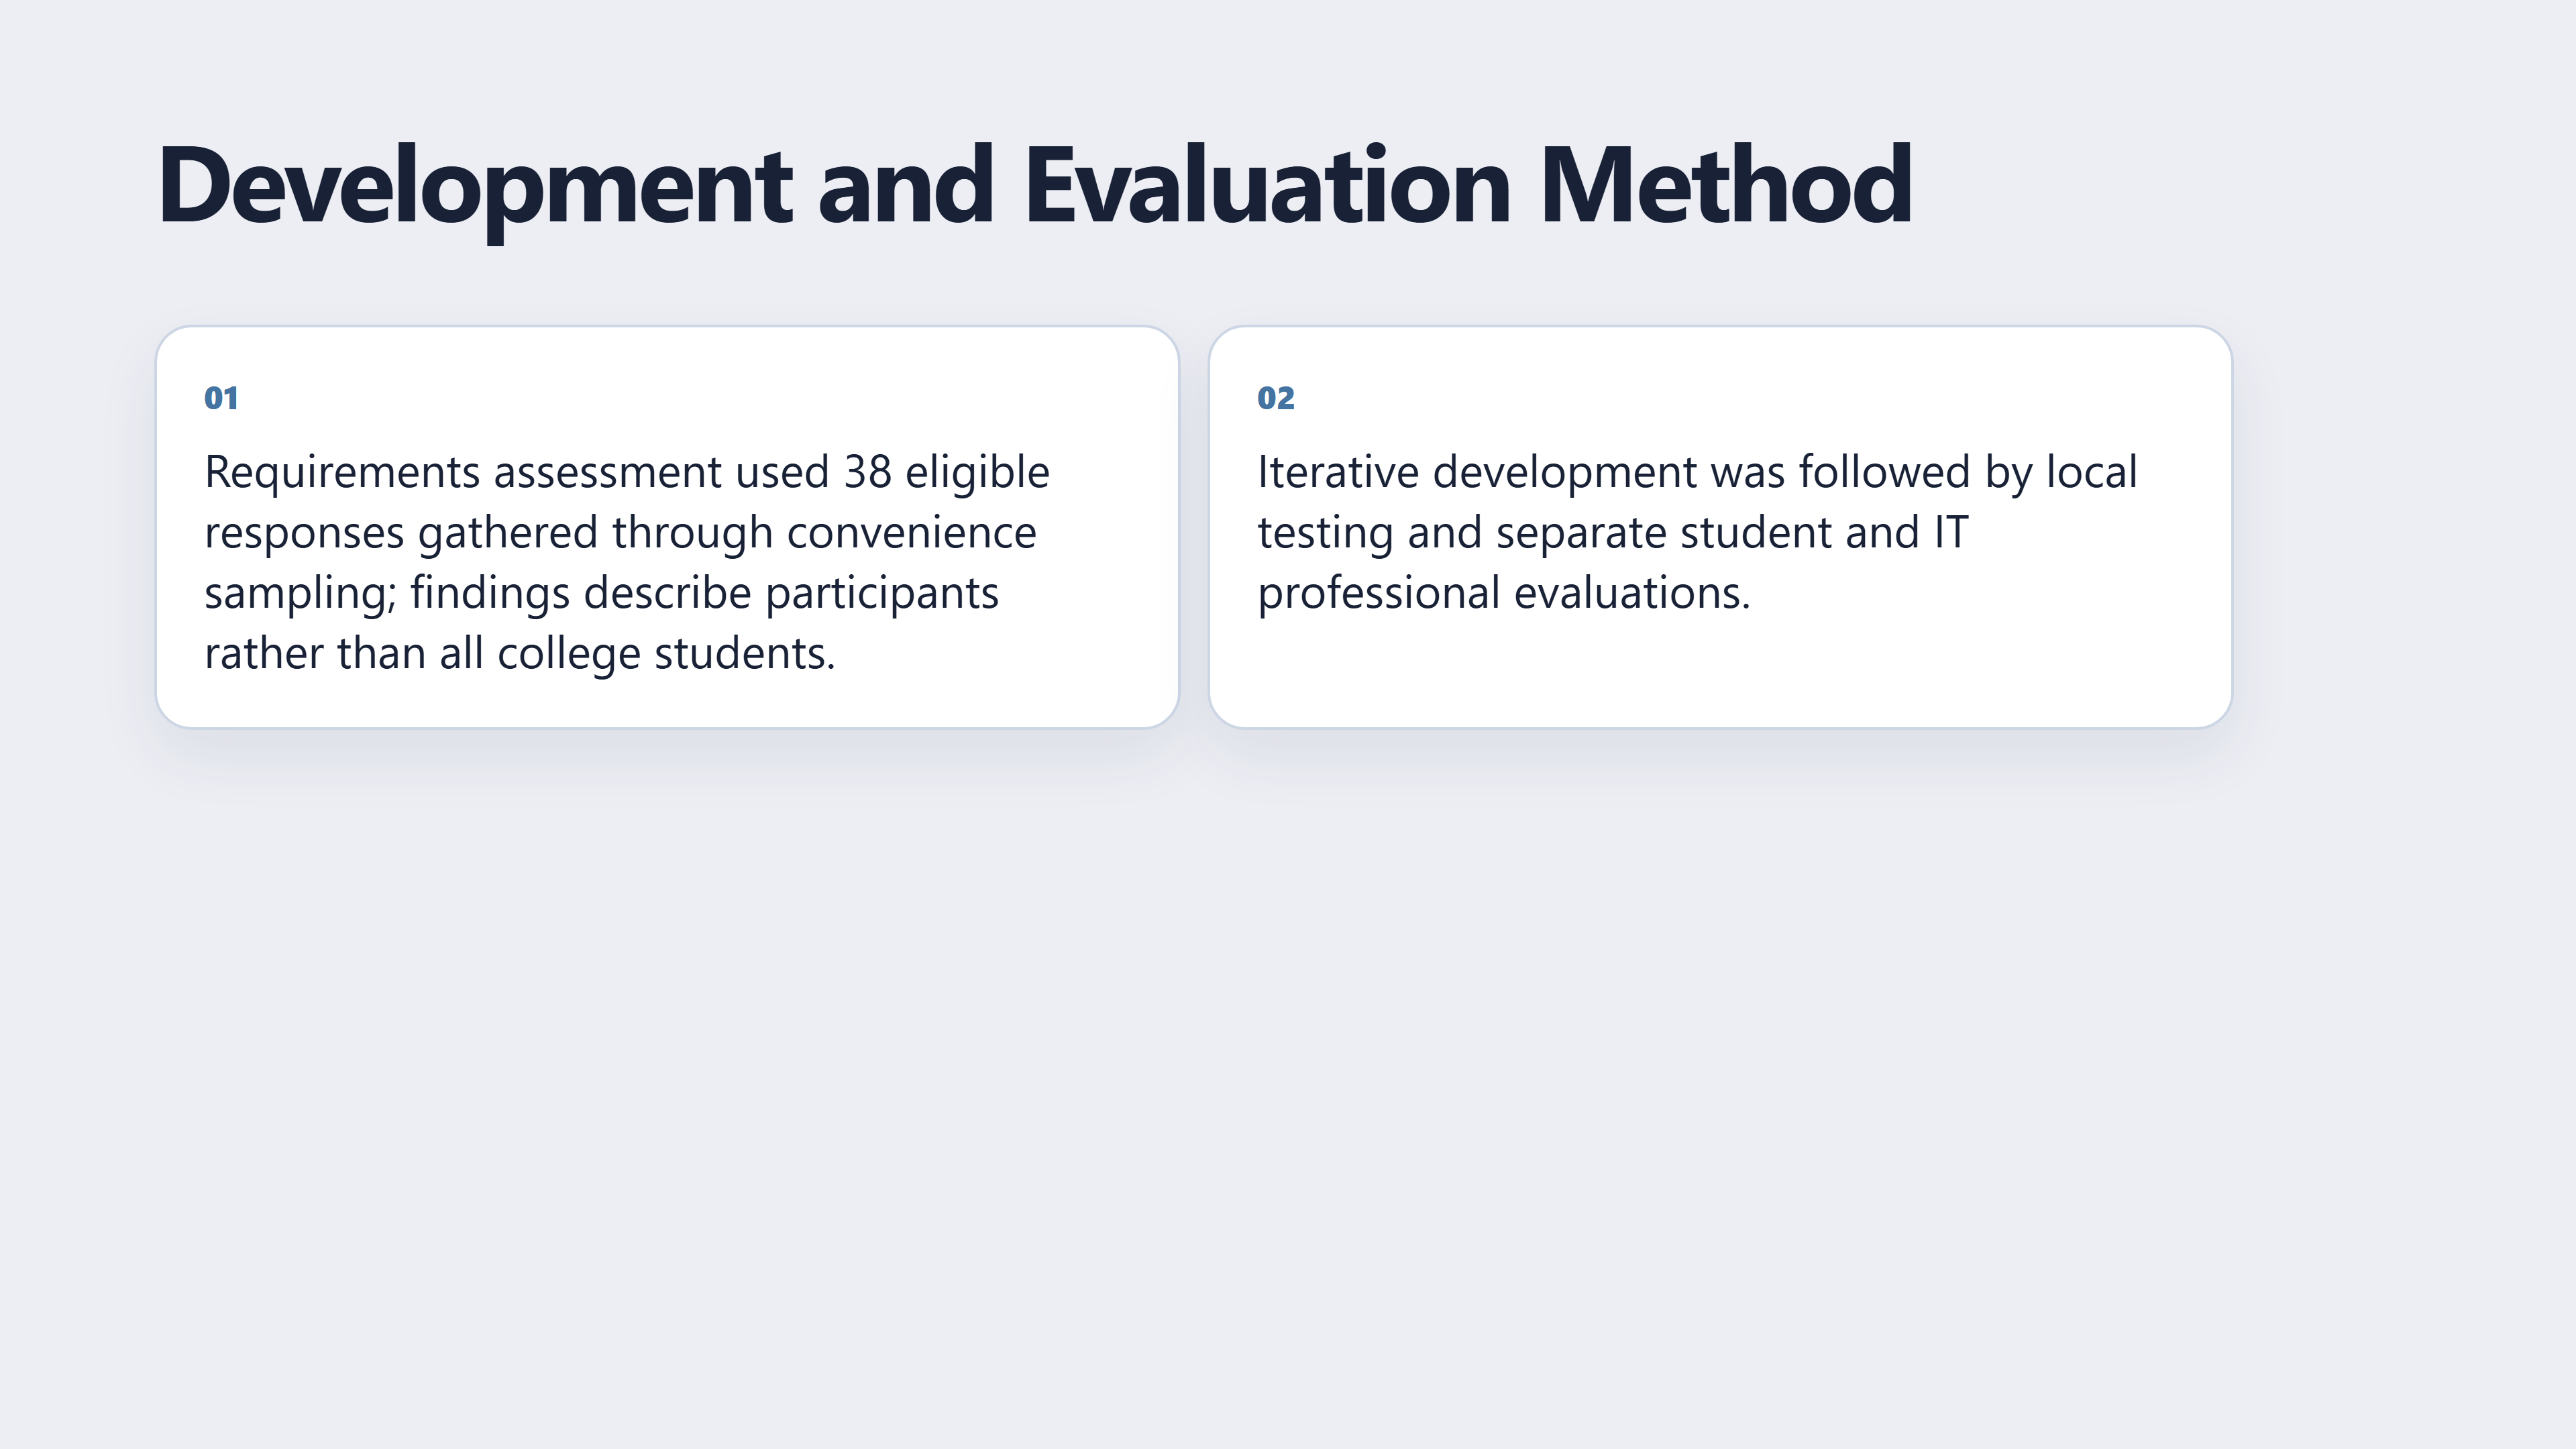 Development and Evaluation Method
01
Requirements assessment used 38 eligible
responses gathered through convenience
sampling; findings describe participants
rather than all college students.
02
Iterative development was followed by local
testing and separate student and IT
professional evaluations.